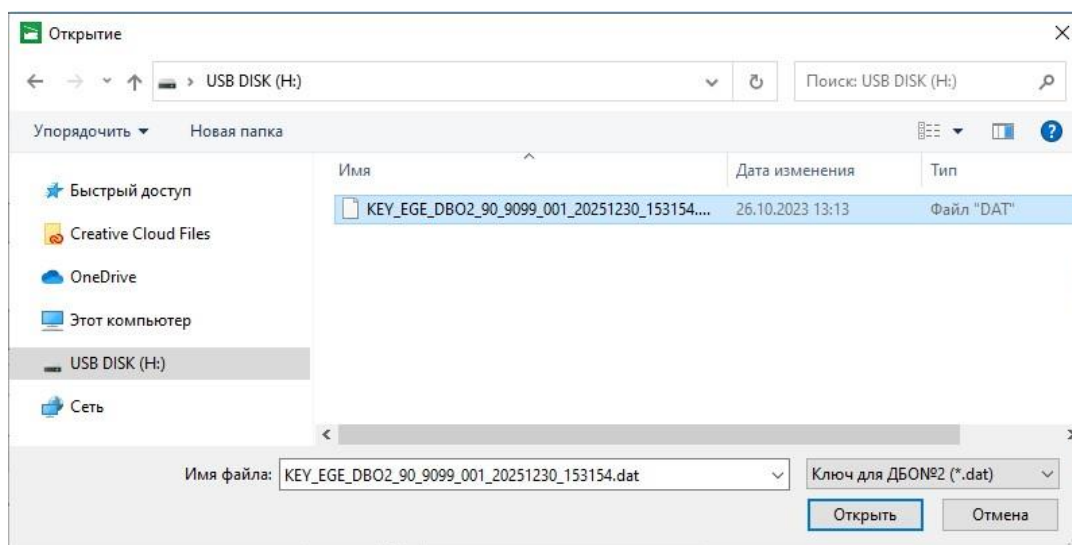 Открытие
USB DISK (H:)
Поиск: USB DISK (H:)
Упорядочить
Новая папка
Имя
Дата изменения
Тип
Быстрый доступ
KEY_EGE_DBO2_90_9099_001_20251230_153154....
26.10.2023 13:13
Файл "DAT"
Creative Cloud Files
OneDrive
Этот компьютер
USB DISK (H:)
Сеть
Имя файла:
KEY_EGE_DBO2_90_9099_001_20251230_153154.dat
Ключ для ДБО№2 (*.dat)
Открыть
Отмена